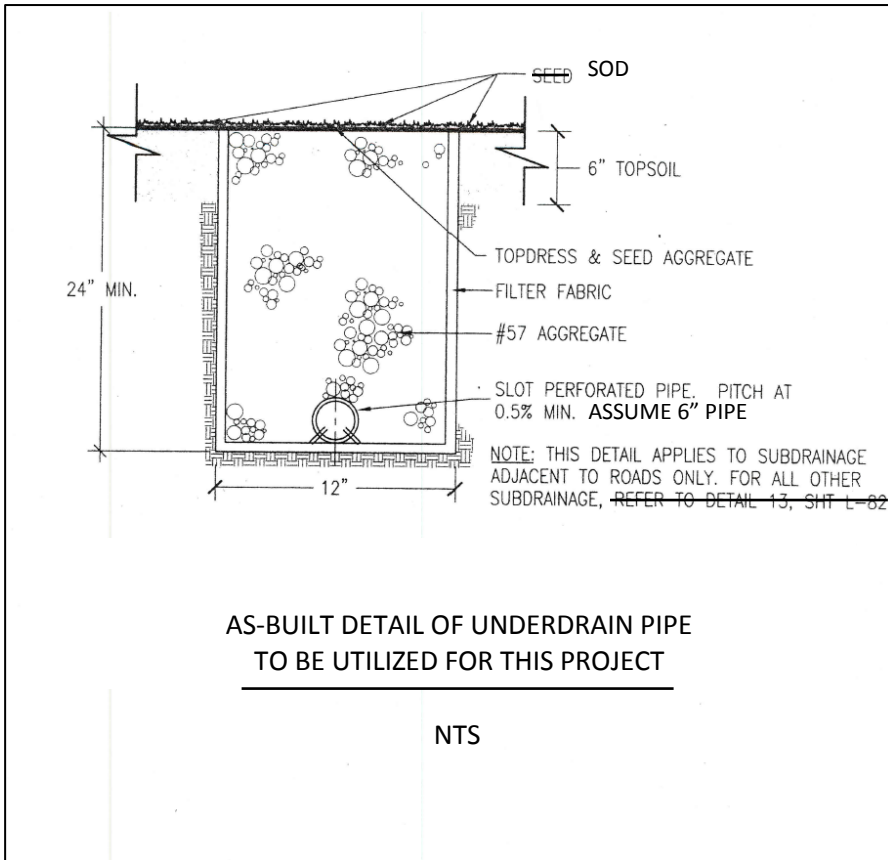 SEED SOD
6" TOPSOIL
TOPDRESS & SEED AGGREGATE
24" MIN.
FILTER FABRIC
#57 AGGREGATE
SLOT PERFORATED PIPE. PITCH AT
0.5% MIN. ASSUME 6" PIPE
NOTE: THIS DETAIL APPLIES TO SUBDRAINAGE
ADJACENT TO ROADS ONLY. FOR ALL OTHER
SUBDRAINAGE, REFER TO DETAIL 13, SHT L-82
12"
AS-BUILT DETAIL OF UNDERDRAIN PIPE
TO BE UTILIZED FOR THIS PROJECT
NTS